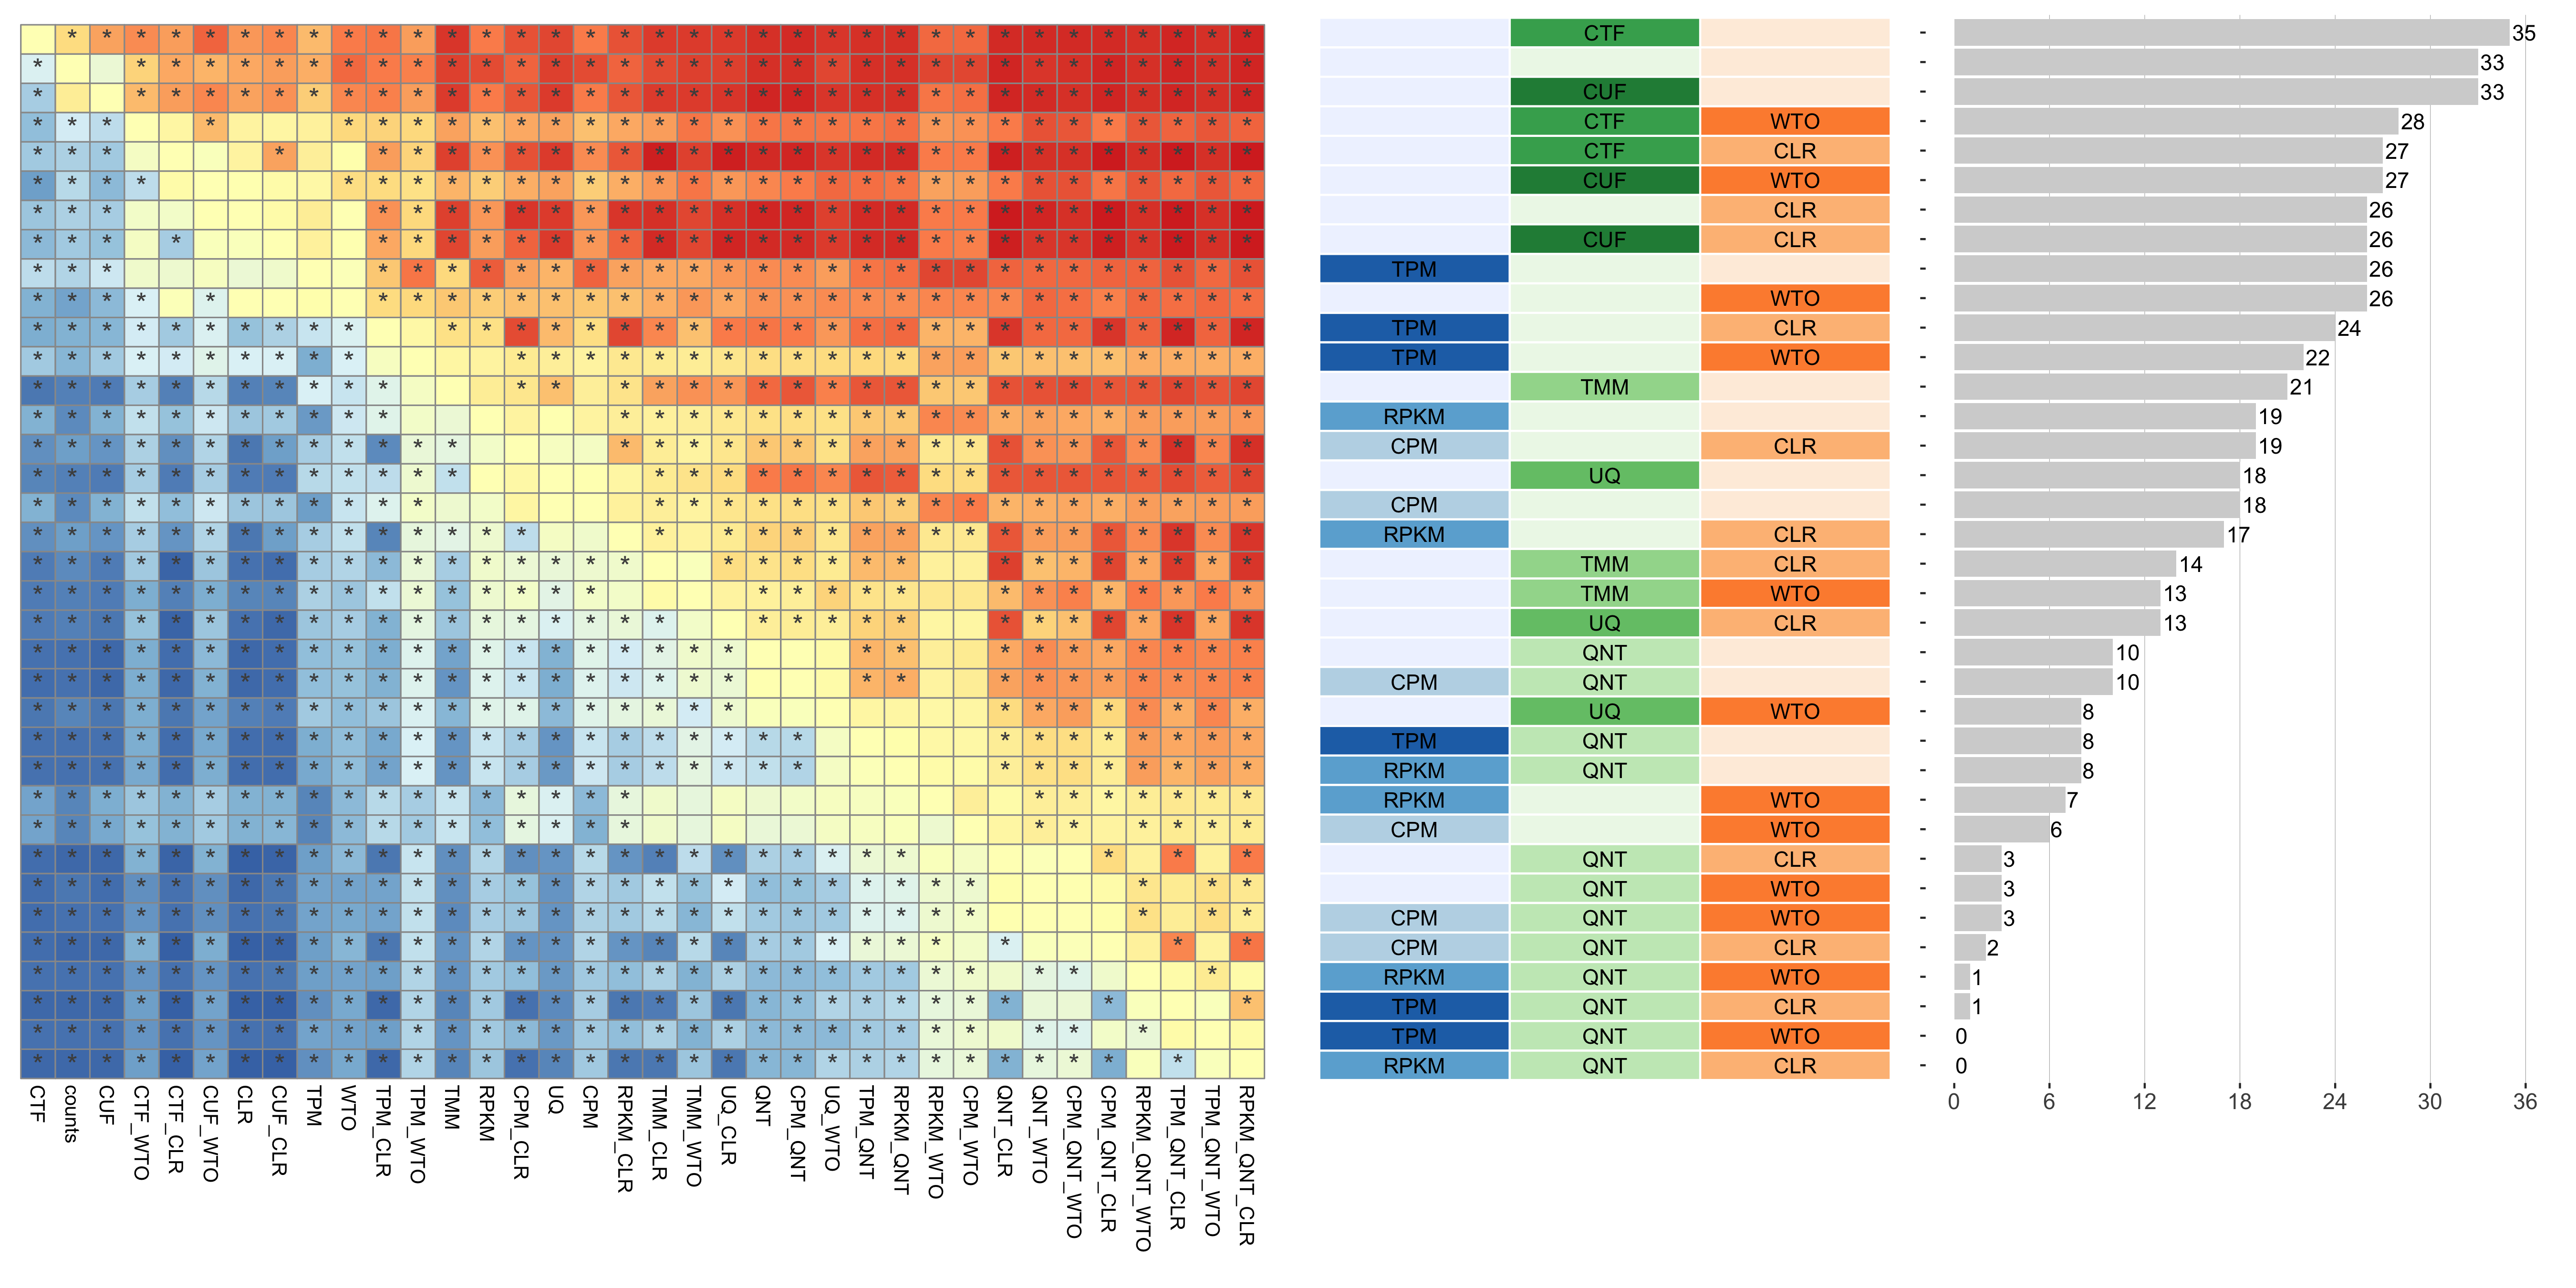 CTF - 35
- 33
CUF - 33
CTF WTO - 28
CTF CLR - 27
CUF WTO - 27
CLR - 26
CUF CLR - 26
TPM - 26
WTO - 26
TPM CLR - 24
TPM WTO - 22
TMM - 21
RPKM - 19
CPM CLR - 19
UQ - 18
CPM - 18
RPKM CLR - 17
TMM CLR - 14
TMM WTO - 13
UQ CLR - 13
QNT - 10
CPM QNT - 10
UQ WTO - 8
TPM QNT - 8
RPKM QNT - 8
RPKM WTO - 7
CPM WTO - 6
QNT CLR - 3
QNT WTO - 3
CPM QNT WTO - 3
CPM QNT CLR - 2
RPKM QNT WTO - 1
TPM QNT CLR - 1
TPM QNT WTO - 0
RPKM QNT CLR - 0
CTF
counts
CUF
CTF_WTO
CTF_CLR
CUF_WTO
CLR
CUF_CLR
TPM
WTO
TPM_CLR
TPM_WTO
TMM
RPKM
CPM_CLR
UQ
CPM
RPKM_CLR
TMM_CLR
TMM_WTO
UQ_CLR
QNT
CPM_QNT
UQ_WTO
TPM_QNT
RPKM_QNT
RPKM_WTO
CPM_WTO
QNT_CLR
QNT_WTO
CPM_QNT_WTO
CPM_QNT_CLR
RPKM_QNT_WTO
TPM_QNT_CLR
TPM_QNT_WTO
RPKM_QNT_CLR
0 6 12 18 24 30 36